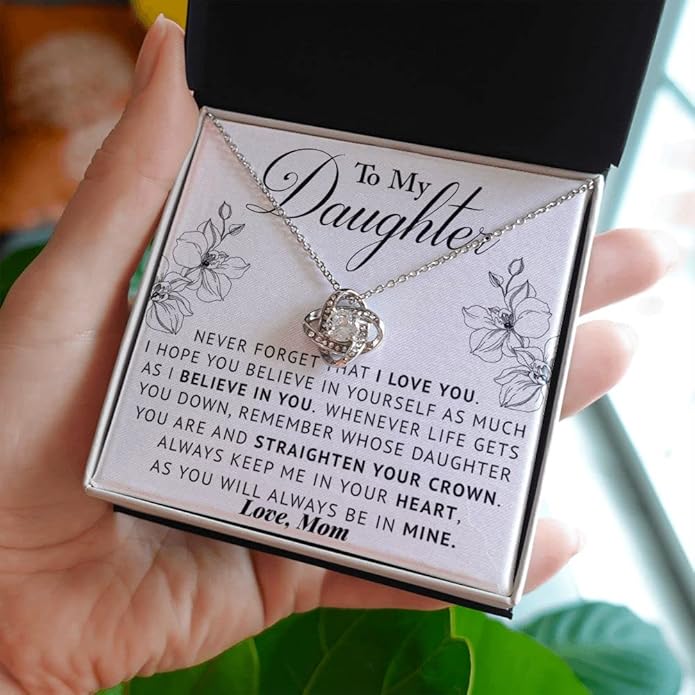 To My
Daughter
NEVER FORGET THAT I LOVE YOU.
I HOPE YOU BELIEVE IN YOURSELF AS MUCH
AS I BELIEVE IN YOU. WHENEVER LIFE GETS
YOU DOWN, REMEMBER WHOSE DAUGHTER
YOU ARE AND STRAIGHTEN YOUR CROWN.
ALWAYS KEEP ME IN YOUR HEART,
AS YOU WILL ALWAYS BE IN MINE.
Love, Mom